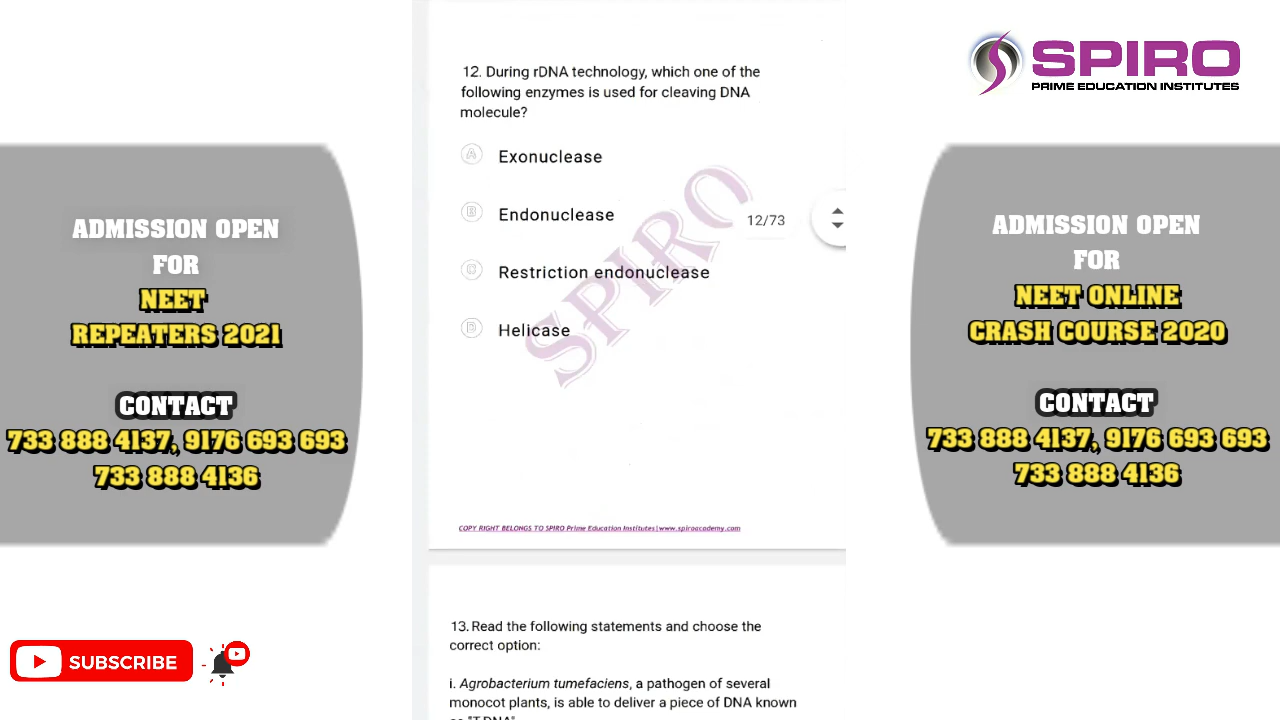 SPIRO
PRIME EDUCATION INSTITUTES
ADMISSION OPEN
FOR
NEET
REPEATERS 2021
CONTACT
733 888 4137, 9176 693 693
733 888 4136
12. During rDNA technology, which one of the
following enzymes is used for cleaving DNA
molecule?
A Exonuclease
B Endonuclease
C Restriction endonuclease
D Helicase
12/73
SPIRO
COPY RIGHT BELONGS TO SPIRO Prime Education Institutes|www.spiroacademy.com
13. Read the following statements and choose the
correct option:
i. Agrobacterium tumefaciens, a pathogen of several
monocot plants, is able to deliver a piece of DNA known
as "T-DNA"
ADMISSION OPEN
FOR
NEET ONLINE
CRASH COURSE 2020
CONTACT
733 888 4137, 9176 693 693
733 888 4136
SUBSCRIBE